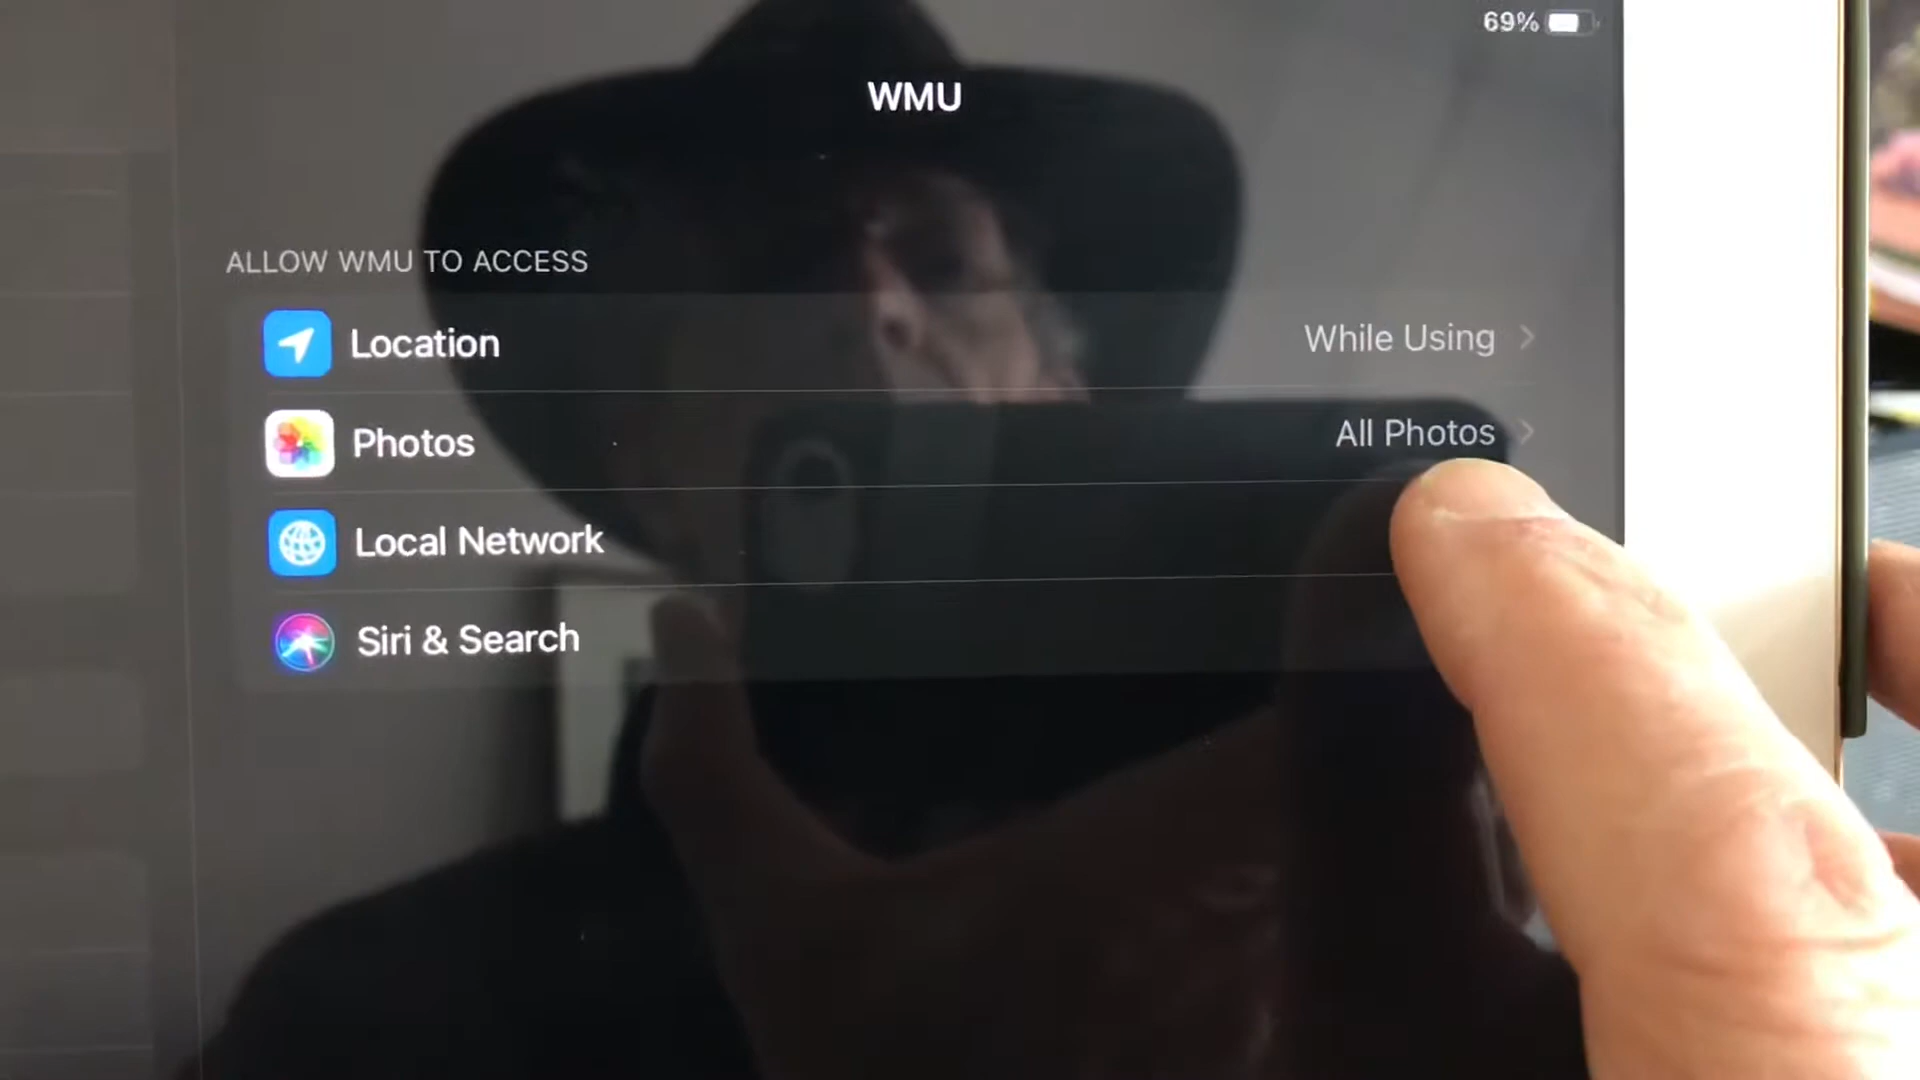 69%
WMU
ALLOW WMU TO ACCESS
Location While Using
Photos All Photos
Local Network
Siri & Search